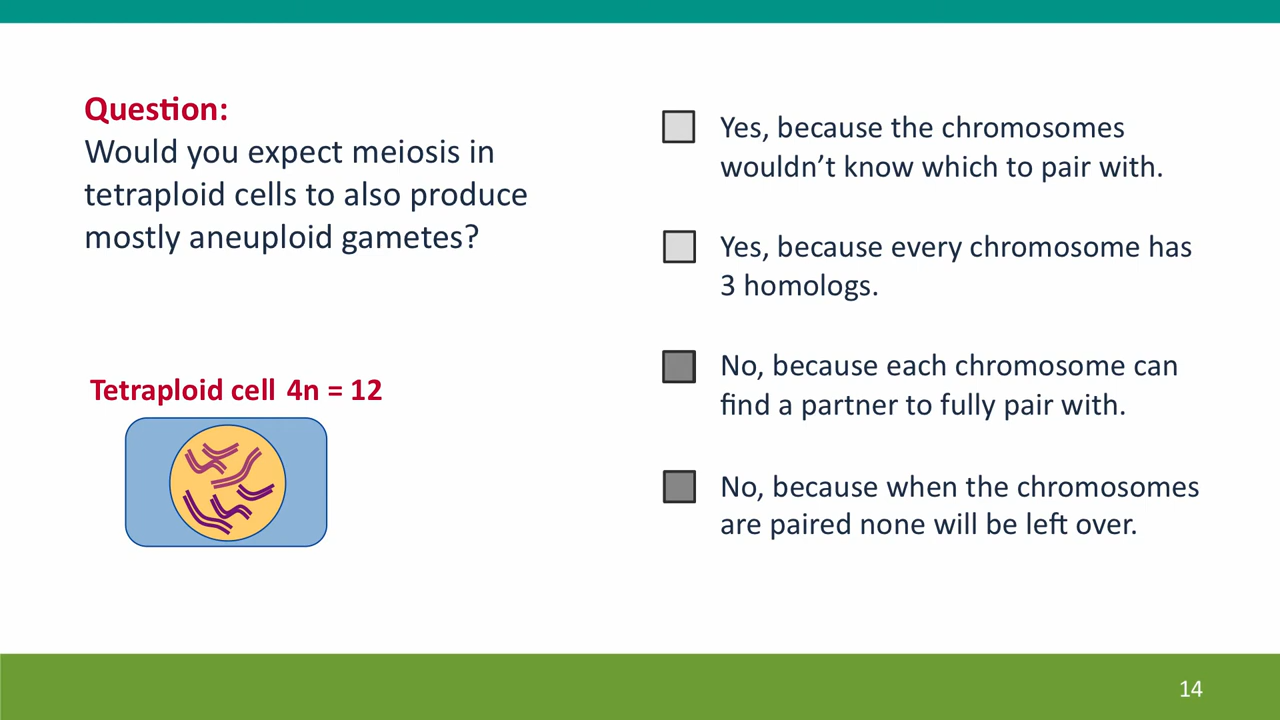 Question:
Would you expect meiosis in
tetraploid cells to also produce
mostly aneuploid gametes?
Tetraploid cell 4n = 12
Yes, because the chromosomes
wouldn’t know which to pair with.
Yes, because every chromosome has
3 homologs.
No, because each chromosome can
find a partner to fully pair with.
No, because when the chromosomes
are paired none will be left over.
14